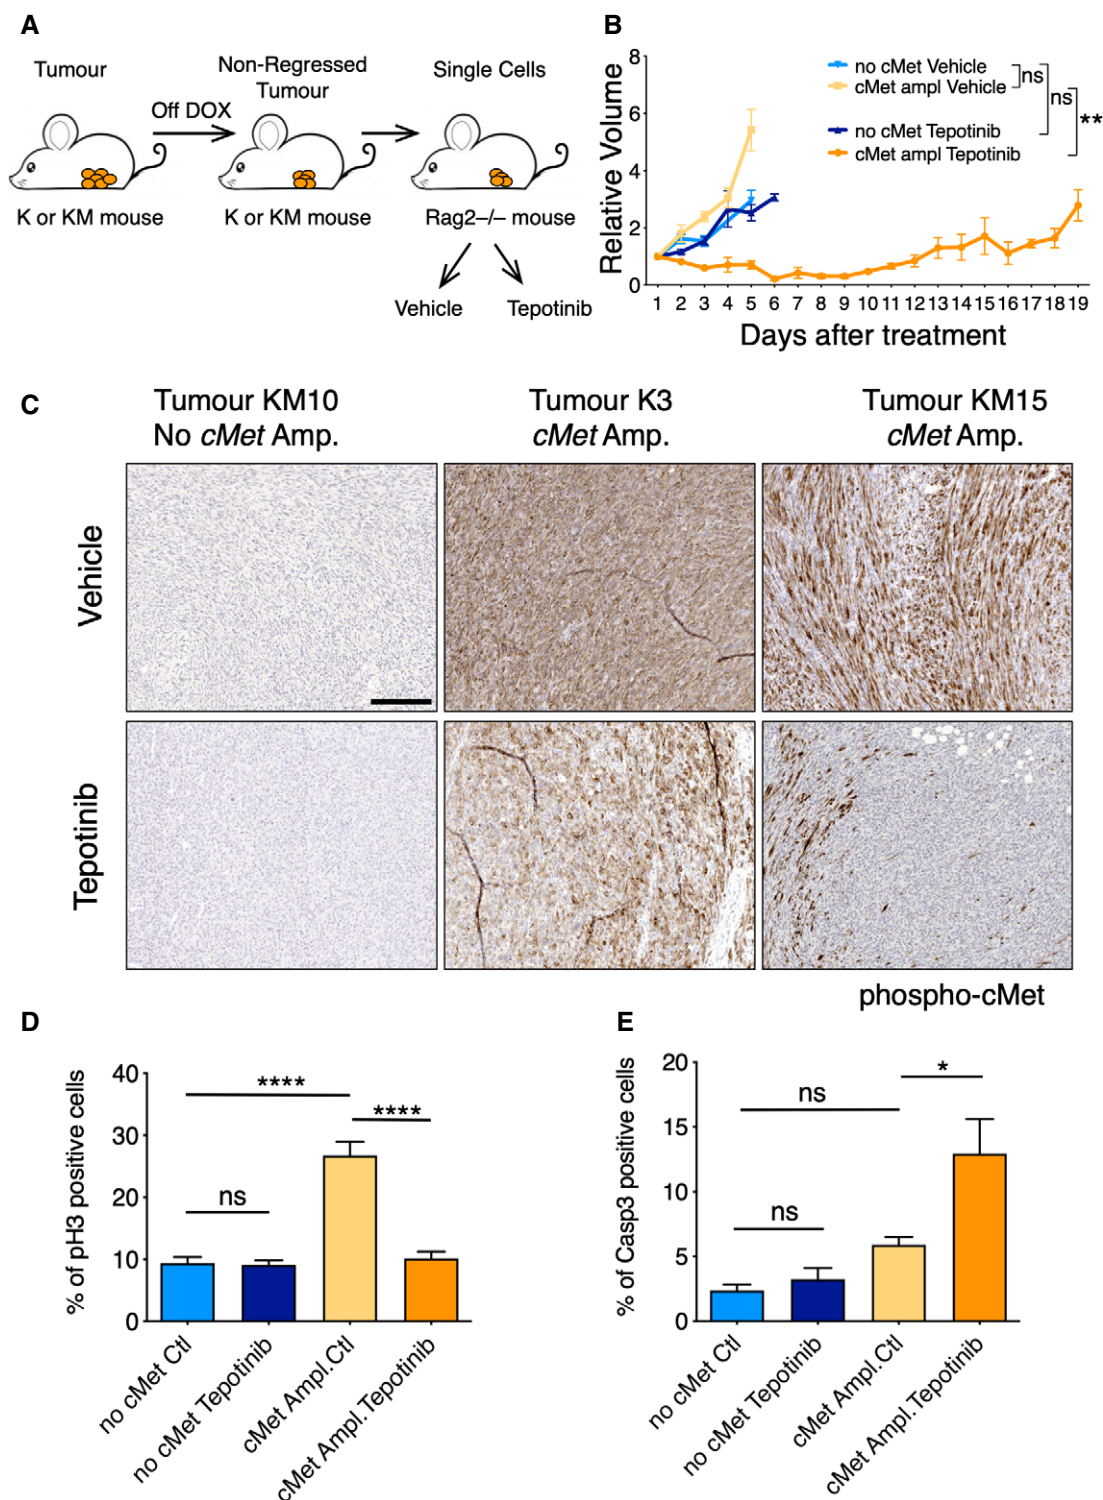 A
Tumour
Non-Regressed
Tumour
Single Cells
Off DOX
K or KM mouse
K or KM mouse
Rag2–/– mouse
Vehicle
Tepotinib
B
Relative Volume
8
6
4
2
0
no cMet Vehicle
cMet ampl Vehicle
no cMet Tepotinib
cMet ampl Tepotinib
ns
ns
**
1 2 3 4 5 6 7 8 9 10 11 12 13 14 15 16 17 18 19
Days after treatment
C
Tumour KM10
No cMet Amp.
Tumour K3
cMet Amp.
Tumour KM15
cMet Amp.
Vehicle
Tepotinib
phospho-cMet
D
% of pH3 positive cells
40
30
20
10
0
****
****
ns
no cMet Ctl
no cMet Tepotinib
cMet Ampl.Ctl
cMet Ampl.Tepotinib
E
% of Casp3 positive cells
20
15
10
5
0
*
ns
ns
no cMet Ctl
no cMet Tepotinib
cMet Ampl.Ctl
cMet Ampl.Tepotinib